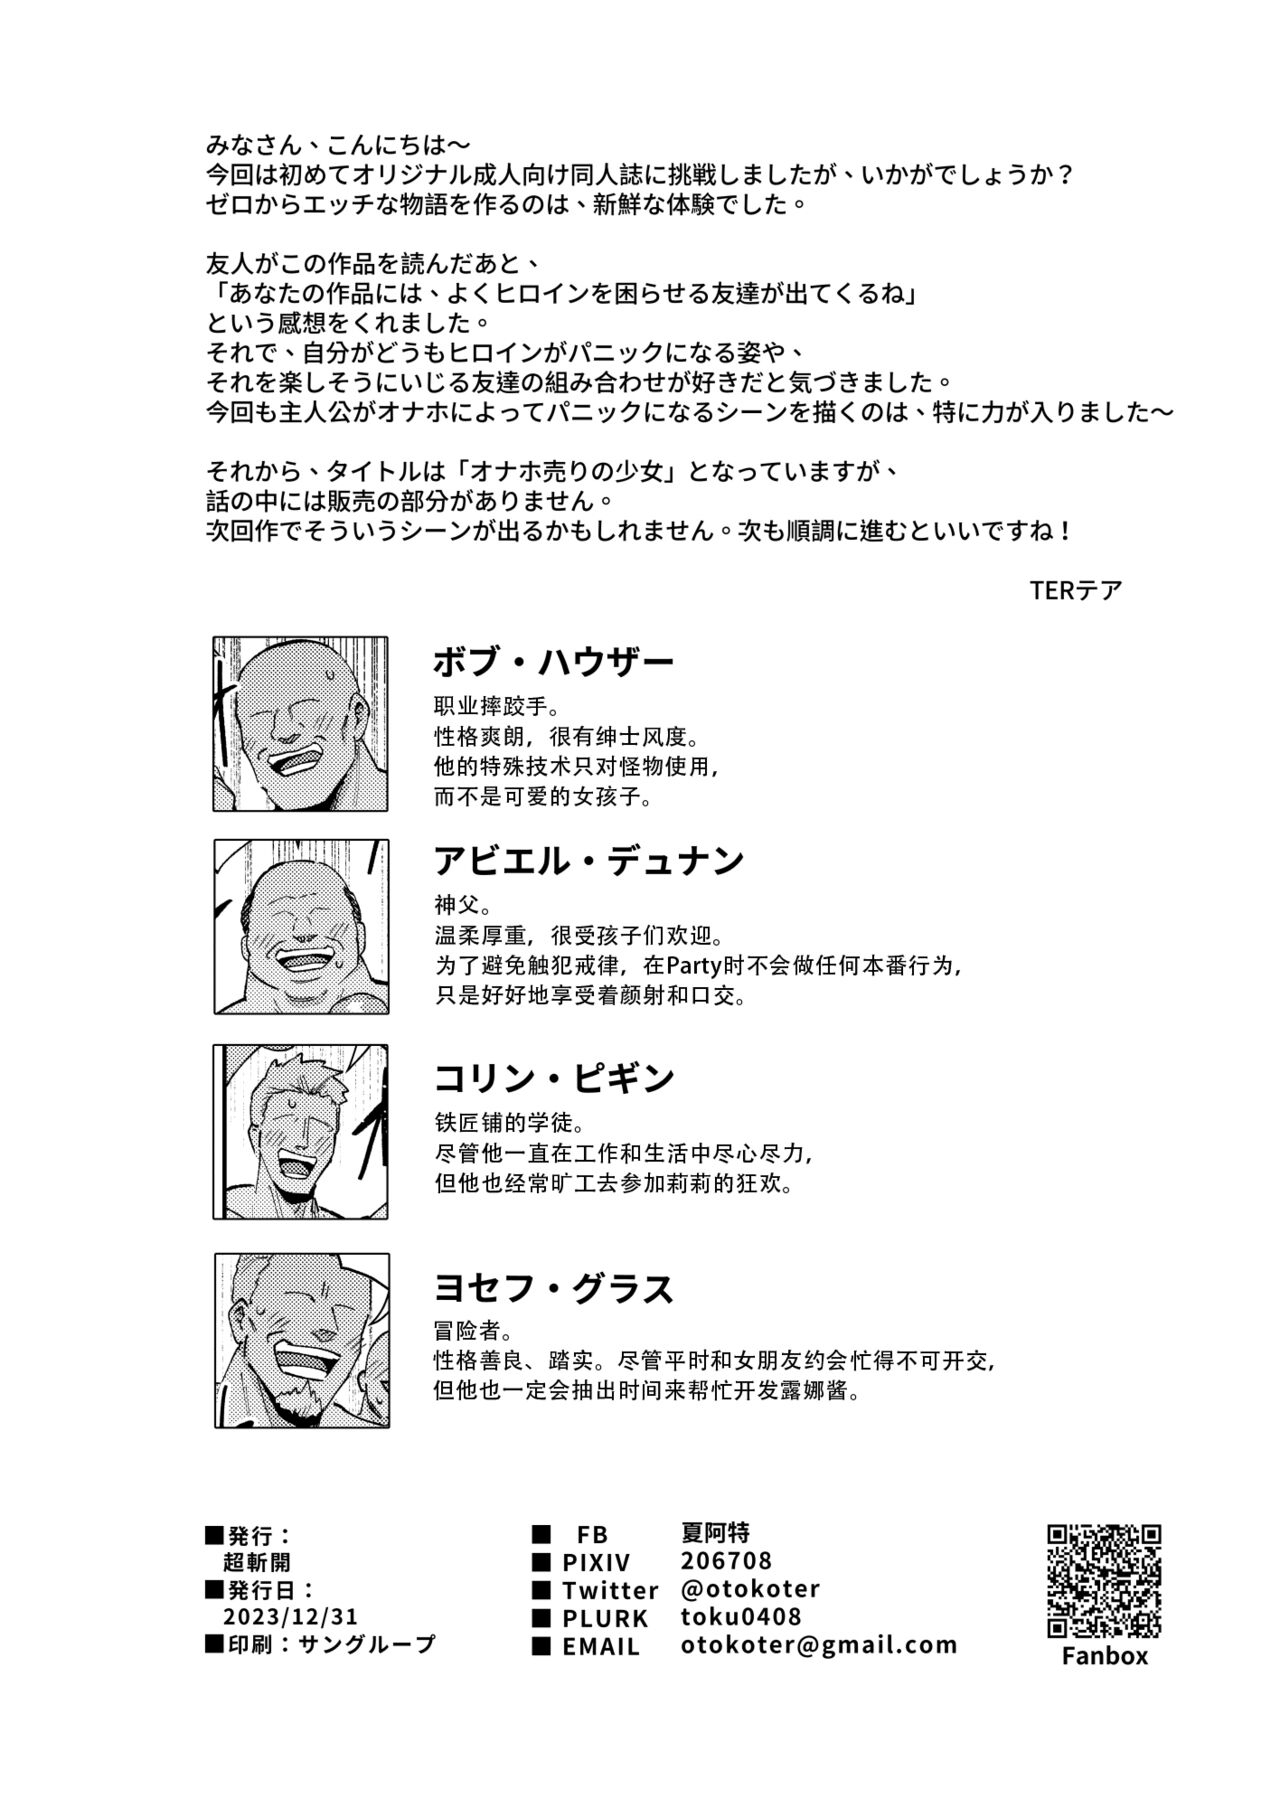 みなさん、こんにちは〜
今回は初めてオリジナル成人向け同人誌に挑戦しましたが、いかがでしょうか？
ゼロからエッチな物語を作るのは、新鮮な体験でした。
友人がこの作品を読んだあと、
「あなたの作品には、よくヒロインを困らせる友達が出てくるね」
という感想をくれました。
それで、自分がどうもヒロインがパニックになる姿や、
それを楽しそうにいじる友達の組み合わせが好きだと気づきました。
今回も主人公がオナホによってパニックになるシーンを描くのは、特に力が入りました〜
それから、タイトルは「オナホ売りの少女」となっていますが、
話の中には販売の部分がありません。
次回作でそういうシーンが出るかもしれません。次も順調に進むといいですね！
TERテア
ボブ・ハウザー
职业摔跤手。
性格爽朗，很有绅士风度。
他的特殊技术只对怪物使用，
而不是可爱的女孩子。
アビエル・デュナン
神父。
温柔厚重，很受孩子们欢迎。
为了避免触犯戒律，在Party时不会做任何本番行为，
只是好好地享受着颜射和口交。
コリン・ピギン
铁匠铺的学徒。
尽管他一直在工作和生活中尽心尽力，
但他也经常旷工去参加莉莉的狂欢。
ヨセフ・グラス
冒险者。
性格善良、踏实。尽管平时和女朋友约会忙得不可开交，
但他也一定会抽出时间来帮忙开发露娜酱。
■発行：
超斬開
■発行日：
2023/12/31
■印刷：サングループ
■ FB 夏阿特
■ PIXIV 206708
■ Twitter @otokoter
■ PLURK toku0408
■ EMAIL otokoter@gmail.com
Fanbox